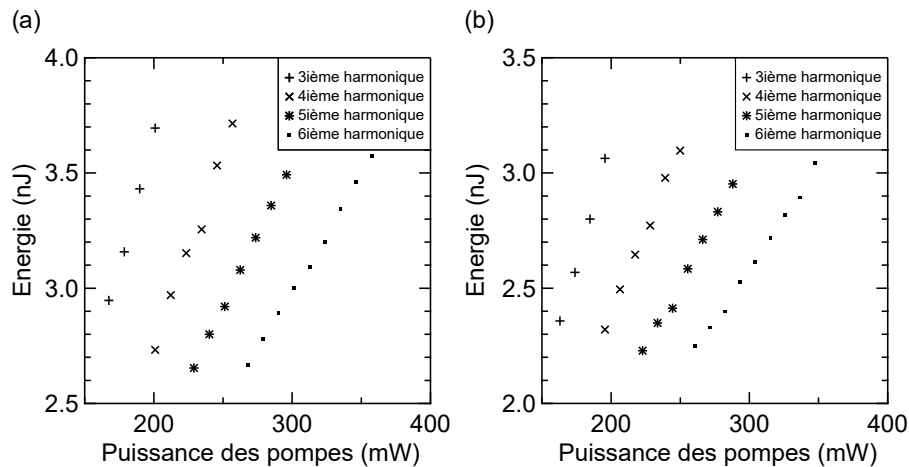 (a)
4.0
3.5
3.0
2.5
200
300
400
Energie (nJ)
Puissance des pompes (mW)
3ième harmonique
4ième harmonique
5ième harmonique
6ième harmonique
(b)
3.5
3.0
2.5
2.0
200
300
400
Energie (nJ)
Puissance des pompes (mW)
3ième harmonique
4ième harmonique
5ième harmonique
6ième harmonique